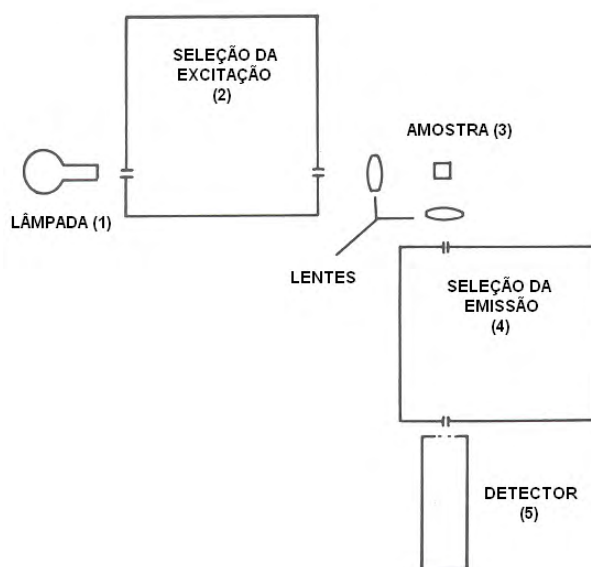 SELEÇÃO DA
EXCITAÇÃO
(2)
AMOSTRA (3)
LÂMPADA (1)
LENTES
SELEÇÃO DA
EMISSÃO
(4)
DETECTOR
(5)